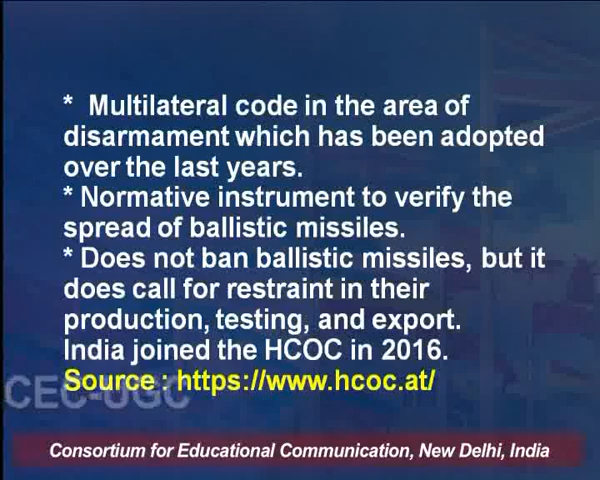 * Multilateral code in the area of
disarmament which has been adopted
over the last years.
* Normative instrument to verify the
spread of ballistic missiles.
* Does not ban ballistic missiles, but it
does call for restraint in their
production, testing, and export.
India joined the HCOC in 2016.
Source : https://www.hcoc.at/
CEC-UGC
Consortium for Educational Communication, New Delhi, India